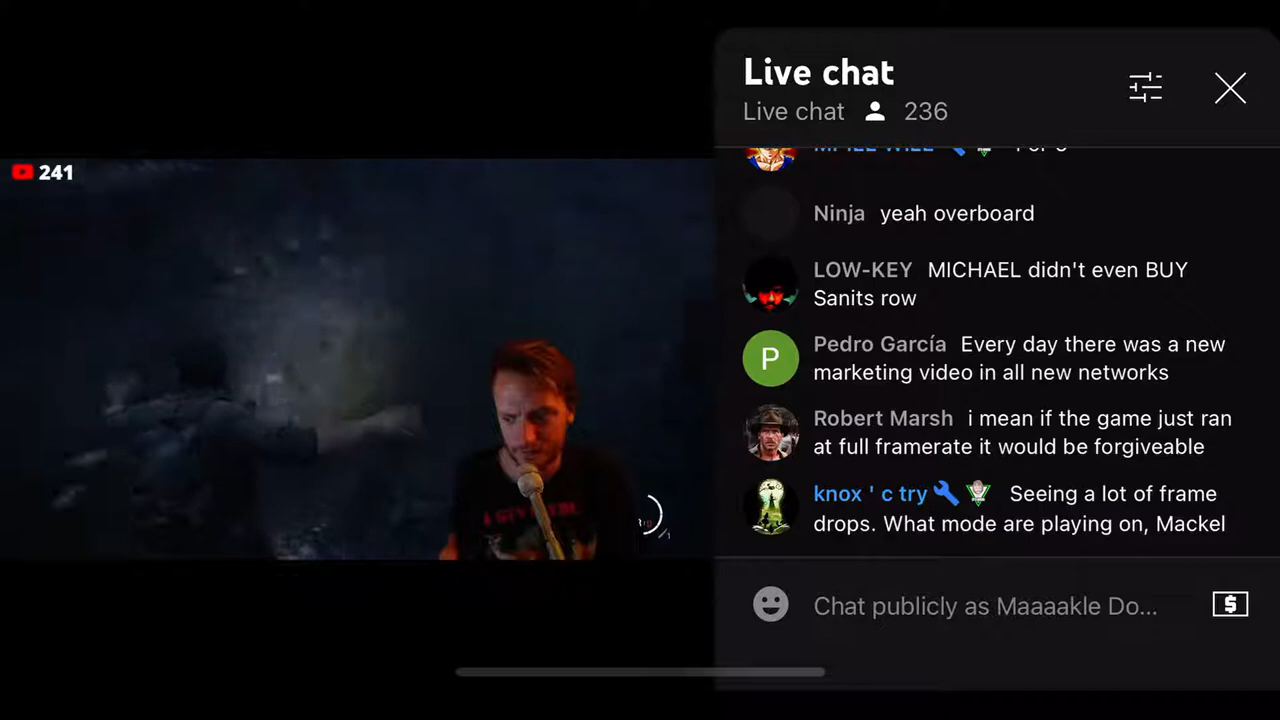 241
Live chat
Live chat 236
Ninja yeah overboard
LOW-KEY MICHAEL didn't even BUY
Sanits row
Pedro García Every day there was a new
marketing video in all new networks
P
Robert Marsh i mean if the game just ran
at full framerate it would be forgiveable
knox ' c try Seeing a lot of frame
drops. What mode are playing on, Mackel
Chat publicly as Maaaakle Do...
$